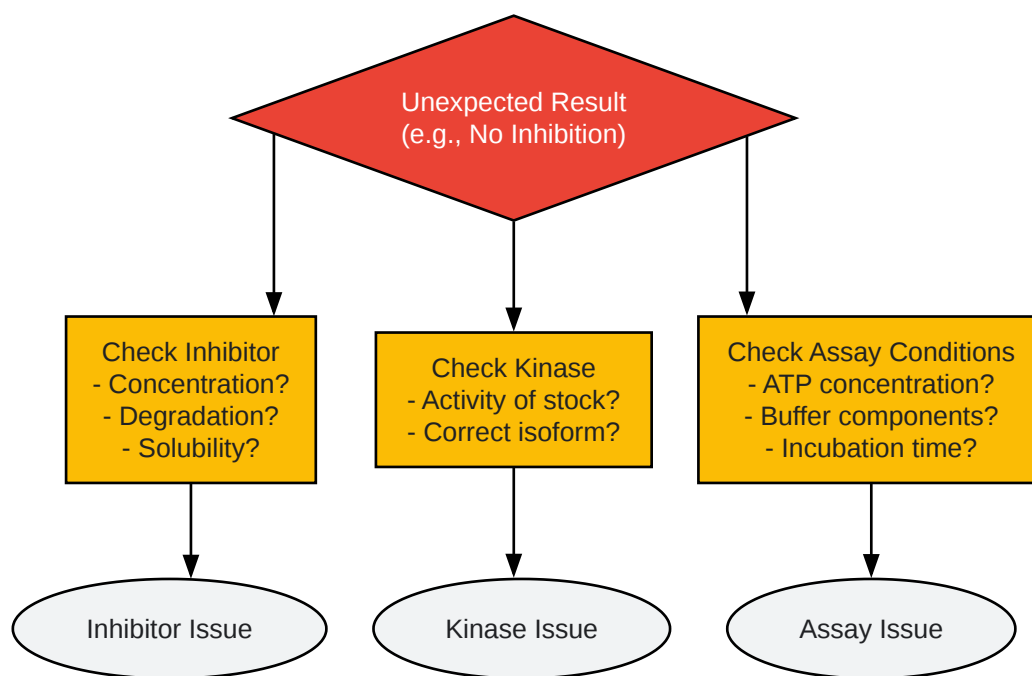 Unexpected Result
(e.g., No Inhibition)
Check Inhibitor
- Concentration?
- Degradation?
- Solubility?
Check Kinase
- Activity of stock?
- Correct isoform?
Check Assay Conditions
- ATP concentration?
- Buffer components?
- Incubation time?
Inhibitor Issue
Kinase Issue
Assay Issue